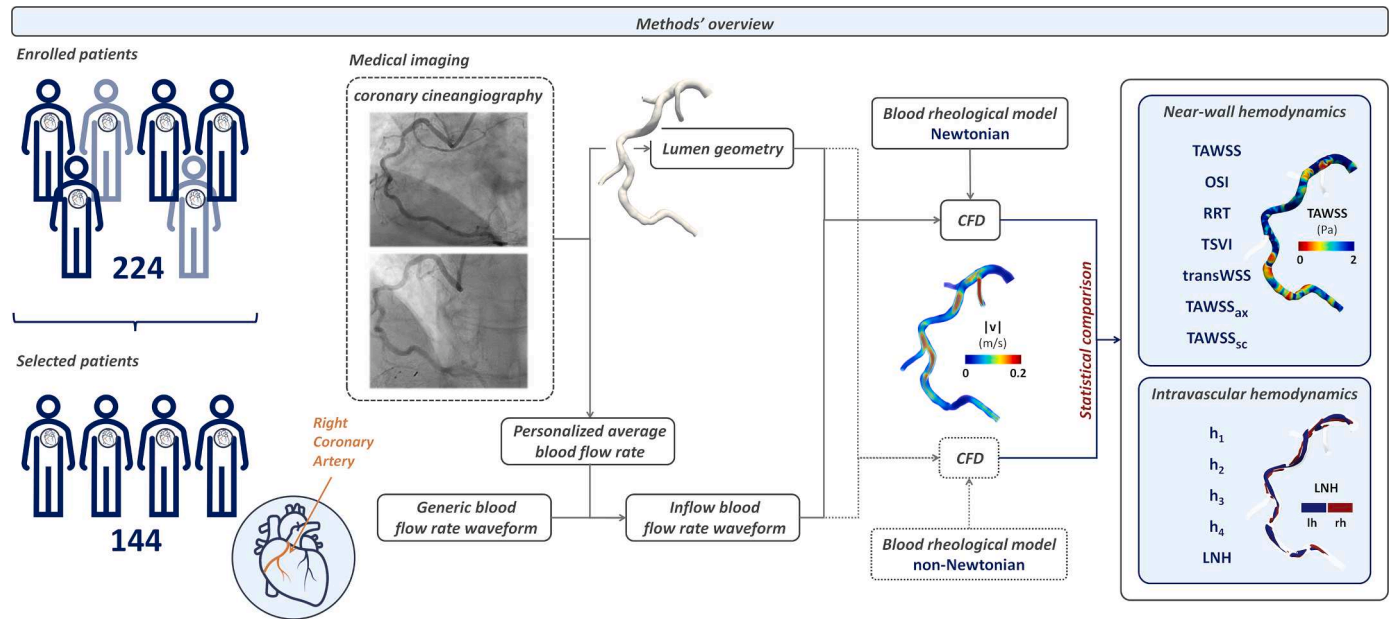 Methods' overview
Enrolled patients
224
Selected patients
144
Right
Coronary
Artery
Medical imaging
coronary cineangiography
Lumen geometry
Personalized average
blood flow rate
Generic blood
flow rate waveform
Inflow blood
flow rate waveform
Blood rheological model
Newtonian
CFD
|v|
(m/s)
0 0.2
CFD
Blood rheological model
non-Newtonian
Statistical comparison
Near-wall hemodynamics
TAWSS
OSI
RRT
TSVI
transWSS
TAWSSax
TAWSSSC
TAWSS
(Pa)
0 2
Intravascular hemodynamics
h1
h2
h3
h4
LNH
LNH
lh rh